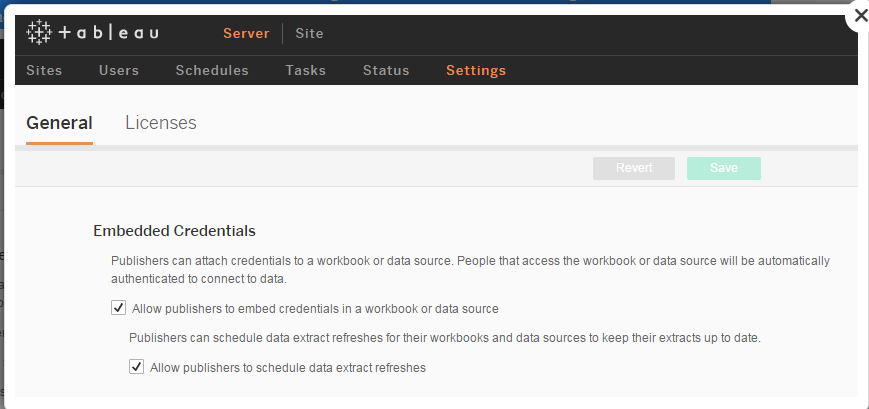 +ableau Server Site
Sites Users Schedules Tasks Status Settings
General Licenses
Revert Save
Embedded Credentials
Publishers can attach credentials to a workbook or data source. People that access the workbook or data source will be automatically
authenticated to connect to data.
Allow publishers to embed credentials in a workbook or data source
Publishers can schedule data extract refreshes for their workbooks and data sources to keep their extracts up to date.
Allow publishers to schedule data extract refreshes